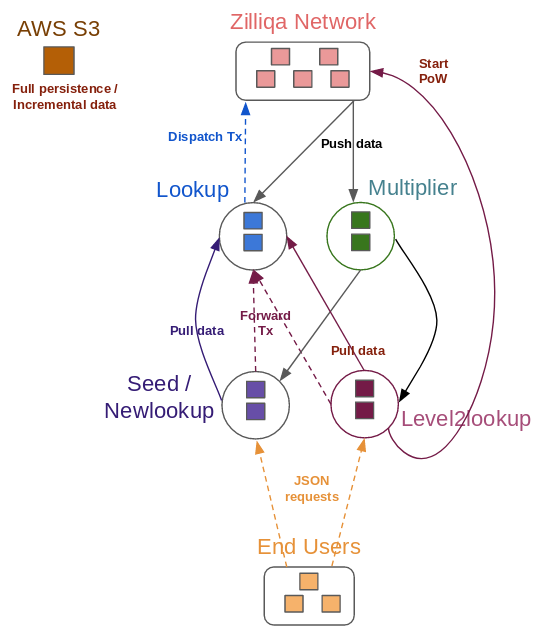 AWS S3
Full persistence /
Incremental data
Zilliqa Network
Start
PoW
Dispatch Tx
Push data
Lookup
Multiplier
Pull data
Forward
Tx
Pull data
Seed /
Newlookup
Level2lookup
JSON
requests
End Users